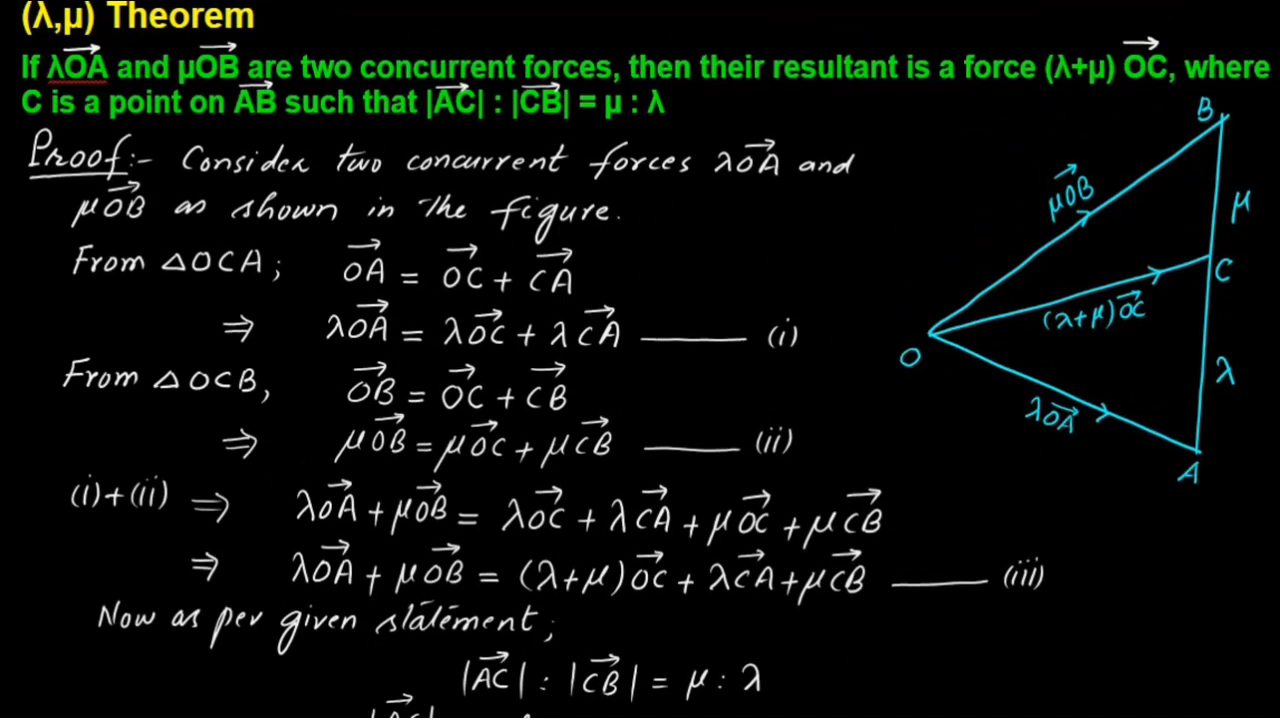 (λ,μ) Theorem
If λOA⃗ and μOB⃗ are two concurrent forces, then their resultant is a force (λ+μ) OC⃗, where
C is a point on AB⃗ such that |AC⃗| : |CB⃗| = μ : λ
Proof:- Consider two concurrent forces λOA⃗ and
μOB⃗ as shown in the figure.
From △OCA; OA⃗ = OC⃗ + CA⃗
⇒ λOA⃗ = λOC⃗ + λCA⃗ ——— (i)
From △OCB, OB⃗ = OC⃗ + CB⃗
⇒ μOB⃗ = μOC⃗ + μCB⃗ ——— (ii)
(i)+(ii) ⇒ λOA⃗ + μOB⃗ = λOC⃗ + λCA⃗ + μOC⃗ + μCB⃗
⇒ λOA⃗ + μOB⃗ = (λ+μ)OC⃗ + λCA⃗ + μCB⃗ ——— (iii)
Now as per given statement;
|AC⃗| : |CB⃗| = μ : λ
B
μOB⃗
μ
C
(λ+μ)OC⃗
O
λ
λOA⃗
A